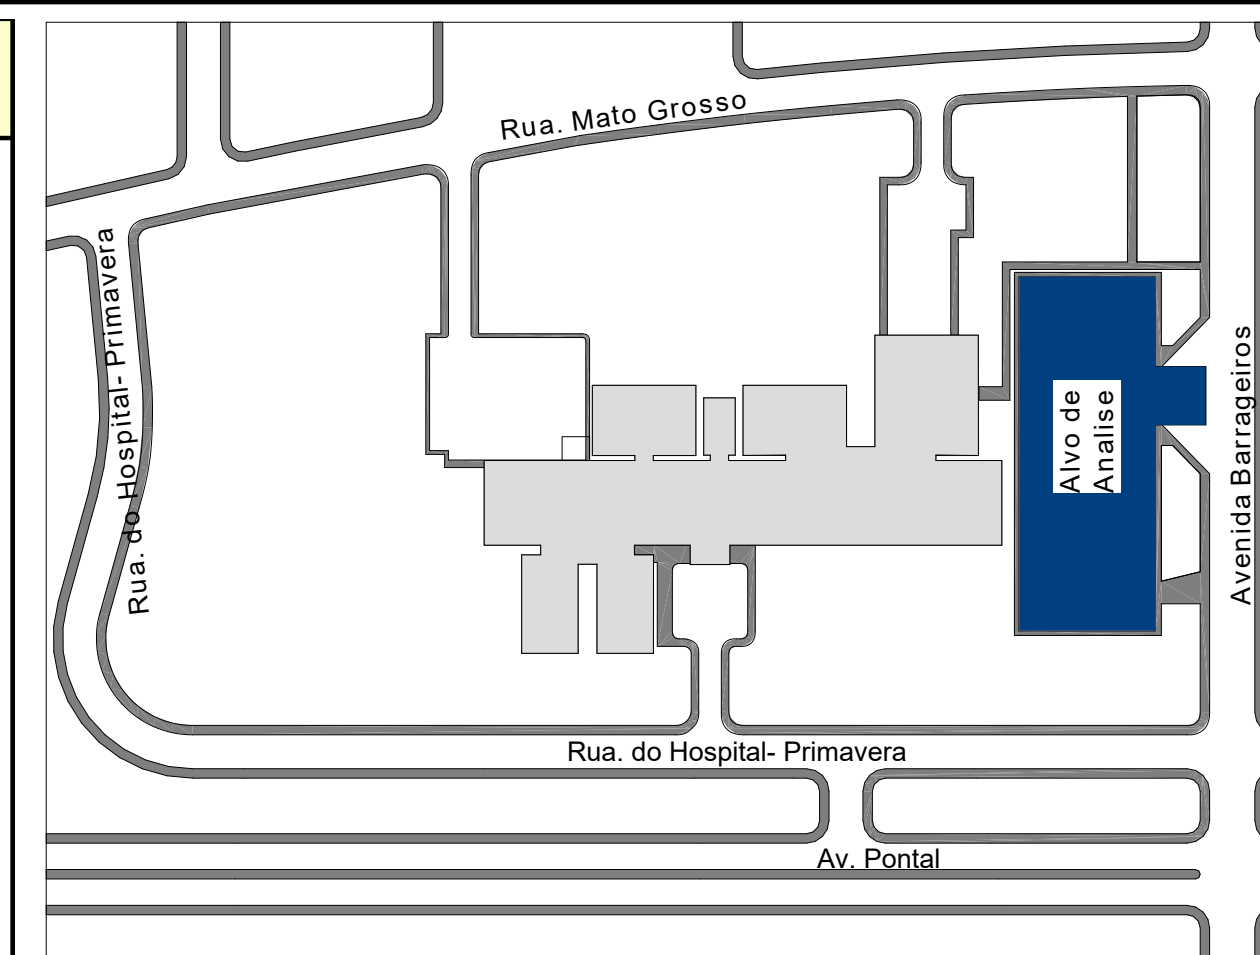 Rua. Mato Grosso
Rua. do Hospital- Primavera
Alvo de
Analise
Avenida Barrageiros
Rua. do Hospital- Primavera
Av. Pontal